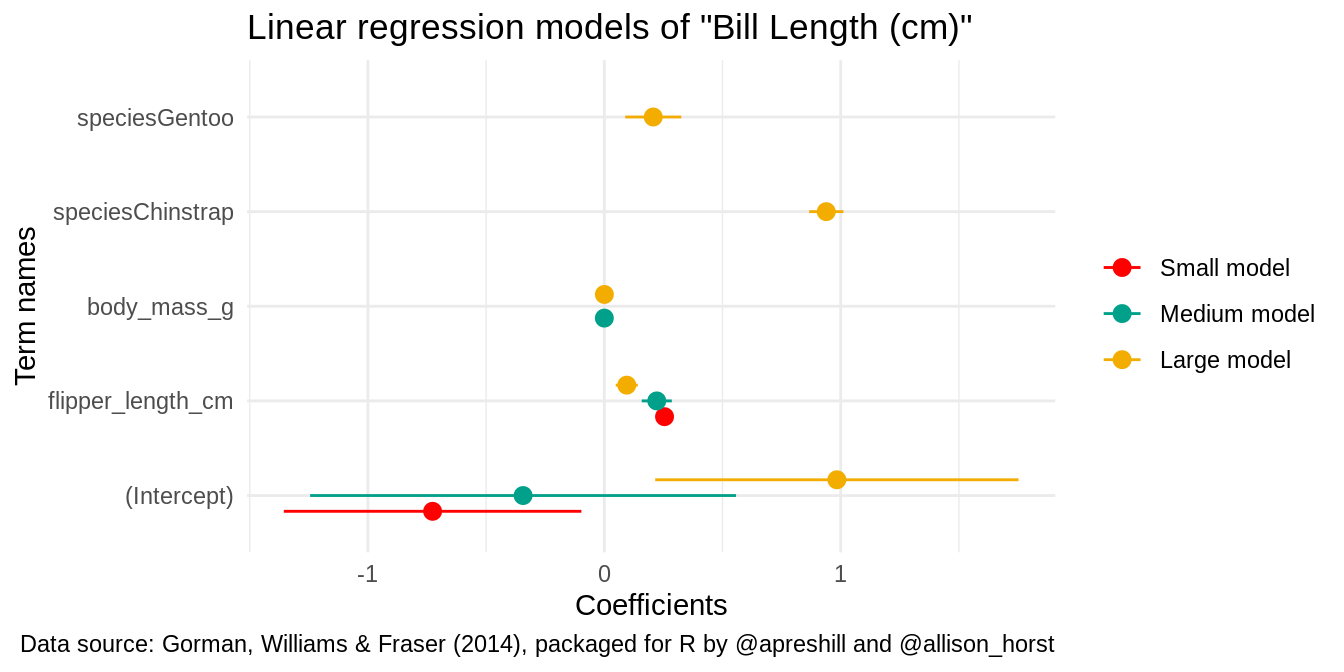 Linear regression models of "Bill Length (cm)"
Term names
speciesGentoo
speciesChinstrap
body_mass_g
flipper_length_cm
(Intercept)
-1 0 1
Coefficients
Small model
Medium model
Large model
Data source: Gorman, Williams & Fraser (2014), packaged for R by @apreshill and @allison_horst